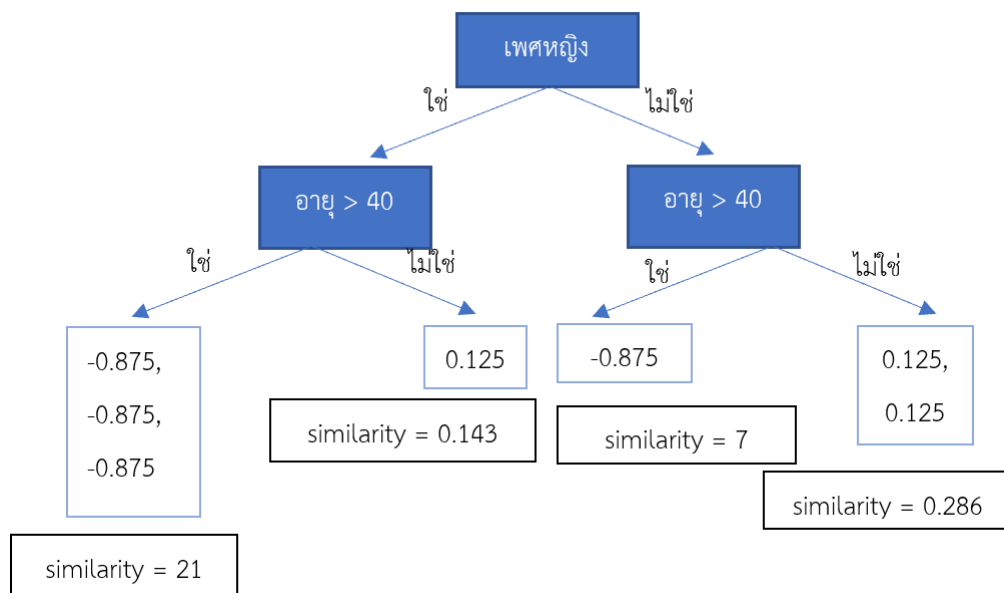 เพศหญิง
ใช่
ไม่ใช่
อายุ > 40
อายุ > 40
ใช่
ไม่ใช่
ใช่
ไม่ใช่
-0.875,
-0.875,
-0.875
0.125
-0.875
0.125,
0.125
similarity = 0.143
similarity = 7
similarity = 0.286
similarity = 21